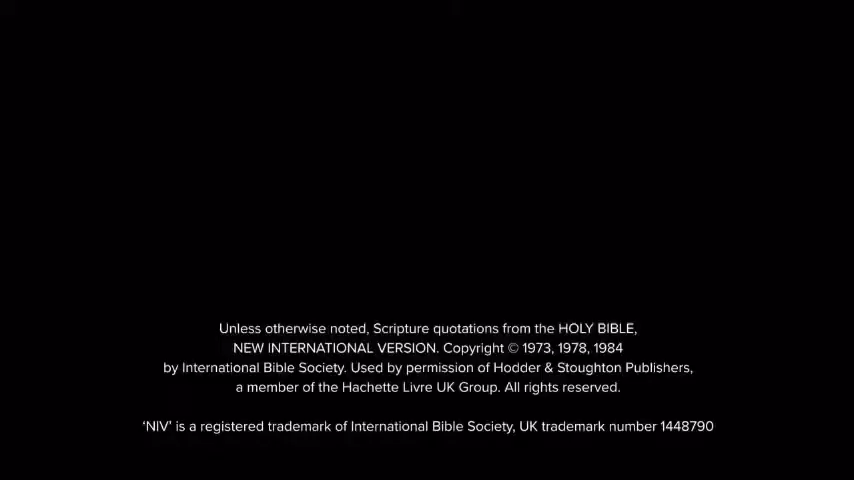 Unless otherwise noted, Scripture quotations from the HOLY BIBLE,
NEW INTERNATIONAL VERSION. Copyright © 1973, 1978, 1984
by International Bible Society. Used by permission of Hodder & Stoughton Publishers,
a member of the Hachette Livre UK Group. All rights reserved.
‘NIV’ is a registered trademark of International Bible Society, UK trademark number 1448790